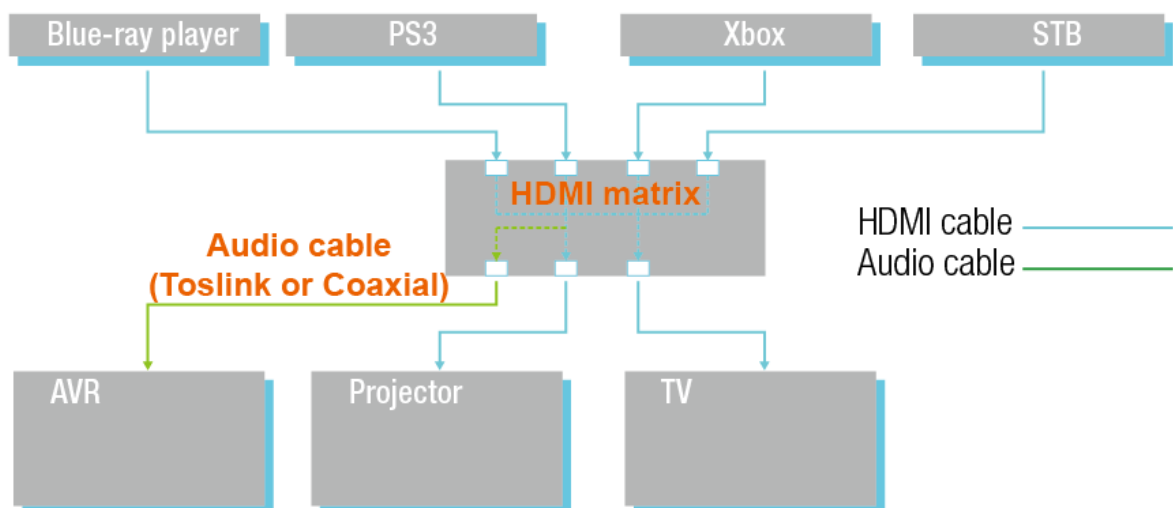 Blue-ray player
PS3
Xbox
STB
HDMI matrix
HDMI cable
Audio cable
Audio cable
(Toslink or Coaxial)
AVR
Projector
TV